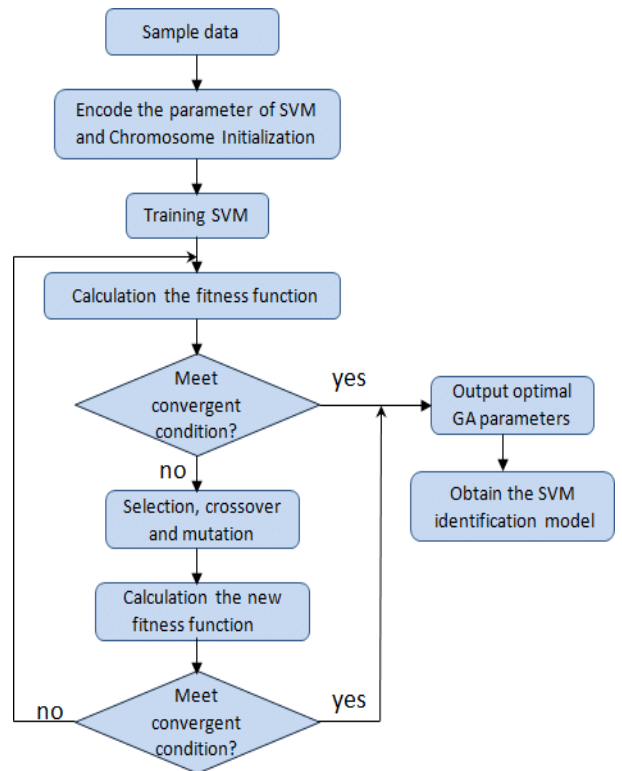 Sample data
Encode the parameter of SVM
and Chromosome Initialization
Training SVM
Calculation the fitness function
Meet
convergent
condition?
yes
Output optimal
GA parameters
no
Selection, crossover
and mutation
Obtain the SVM
identification model
Calculation the new
fitness function
Meet
convergent
condition?
no
yes